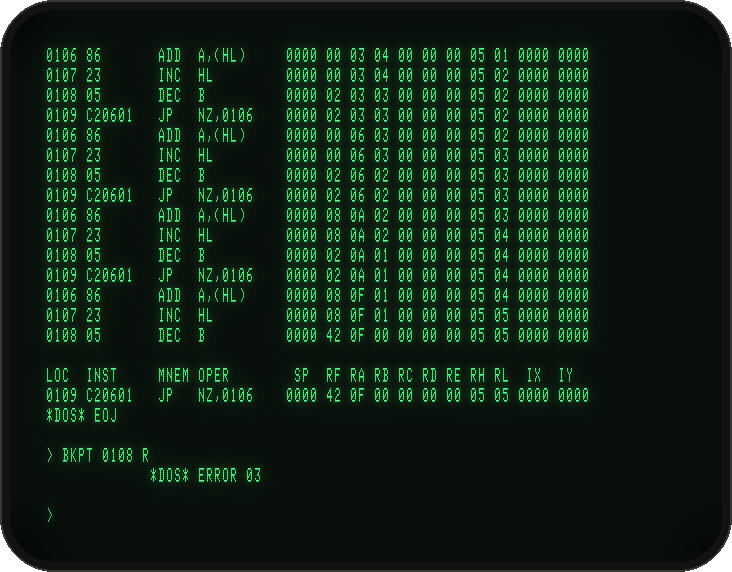 0106 86       ADD  A,(HL)     0000 00 03 04 00 00 00 05 01 0000 0000
0107 23       INC  HL         0000 00 03 04 00 00 00 05 02 0000 0000
0108 05       DEC  B          0000 02 03 03 00 00 00 05 02 0000 0000
0109 C20601   JP   NZ,0106    0000 02 03 03 00 00 00 05 02 0000 0000
0106 86       ADD  A,(HL)     0000 00 06 03 00 00 00 05 02 0000 0000
0107 23       INC  HL         0000 00 06 03 00 00 00 05 03 0000 0000
0108 05       DEC  B          0000 02 06 02 00 00 00 05 03 0000 0000
0109 C20601   JP   NZ,0106    0000 02 06 02 00 00 00 05 03 0000 0000
0106 86       ADD  A,(HL)     0000 08 0A 02 00 00 00 05 03 0000 0000
0107 23       INC  HL         0000 08 0A 02 00 00 00 05 04 0000 0000
0108 05       DEC  B          0000 02 0A 01 00 00 00 05 04 0000 0000
0109 C20601   JP   NZ,0106    0000 02 0A 01 00 00 00 05 04 0000 0000
0106 86       ADD  A,(HL)     0000 08 0F 01 00 00 00 05 04 0000 0000
0107 23       INC  HL         0000 08 0F 01 00 00 00 05 05 0000 0000
0108 05       DEC  B          0000 42 0F 00 00 00 00 05 05 0000 0000
LOC  INST     MNEM OPER        SP  RF RA RB RC RD RE RH RL  IX  IY
0109 C20601   JP   NZ,0106    0000 42 0F 00 00 00 00 05 05 0000 0000
*DOS* EOJ
> BKPT 0108 R
*DOS* ERROR 03
>